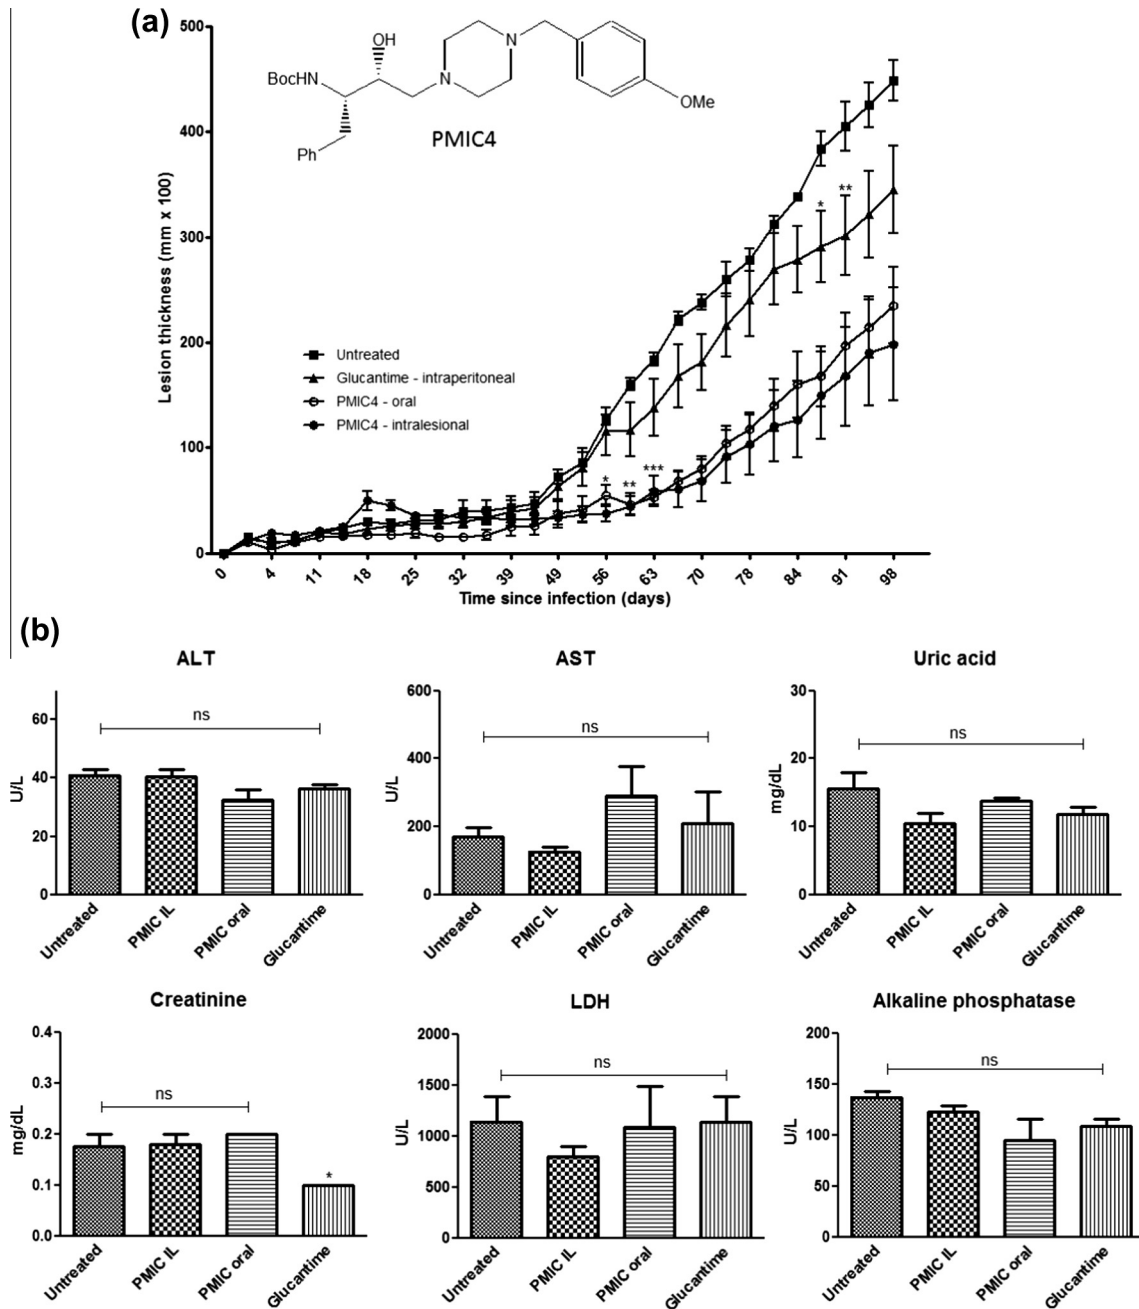 (a)
500
400
300
200
100
0
Lesion thickness (mm x 100)
OH
BocHN
N
N
Ph
OMe
PMIC4
Untreated
Glucantime - intraperitoneal
PMIC4 - oral
PMIC4 - intralesional
* ** ***
* **
0 4 11 18 25 32 39 49 56 63 70 78 84 91 98
Time since infection (days)
(b)
ALT
60
40
20
0
U/L
ns
Untreated
PMIC IL
PMIC oral
Glucantime
AST
600
400
200
0
U/L
ns
Untreated
PMIC IL
PMIC oral
Glucantime
Uric acid
30
20
10
0
mg/dL
ns
Untreated
PMIC IL
PMIC oral
Glucantime
Creatinine
0.4
0.3
0.2
0.1
0.0
mg/dL
ns
*
Untreated
PMIC IL
PMIC oral
Glucantime
LDH
2000
1500
1000
500
0
U/L
ns
Untreated
PMIC IL
PMIC oral
Glucantime
Alkaline phosphatase
200
150
100
50
0
U/L
ns
Untreated
PMIC IL
PMIC oral
Glucantime